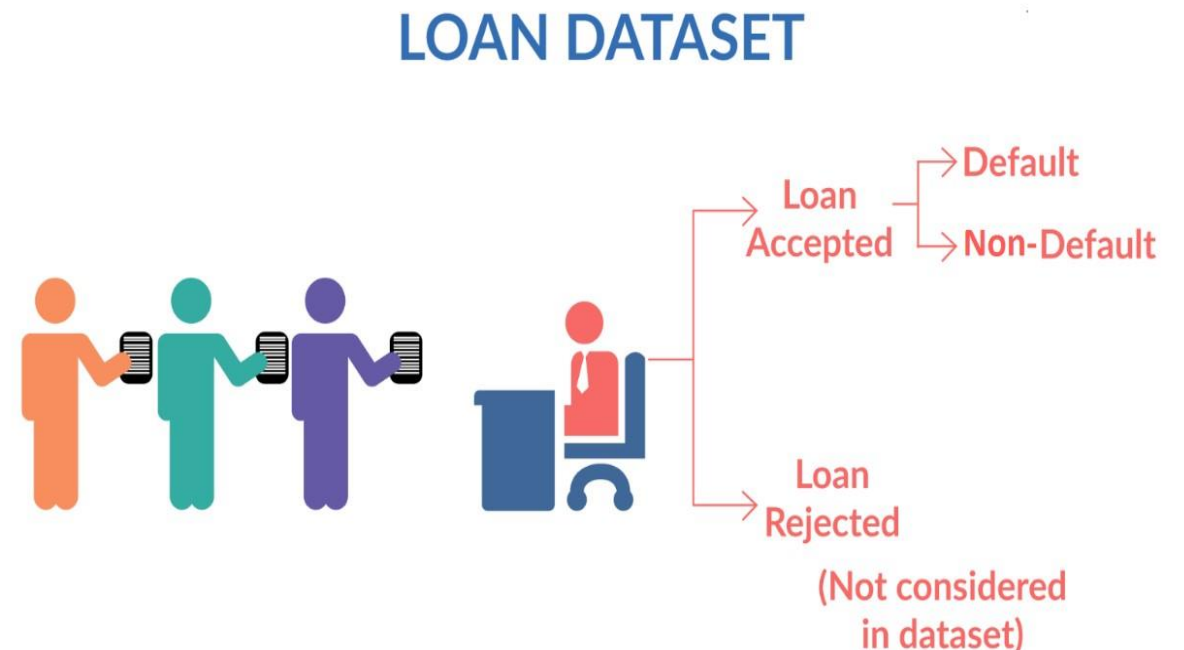 LOAN DATASET
Default
Loan
Accepted
Non-Default
Loan
Rejected
(Not considered
in dataset)